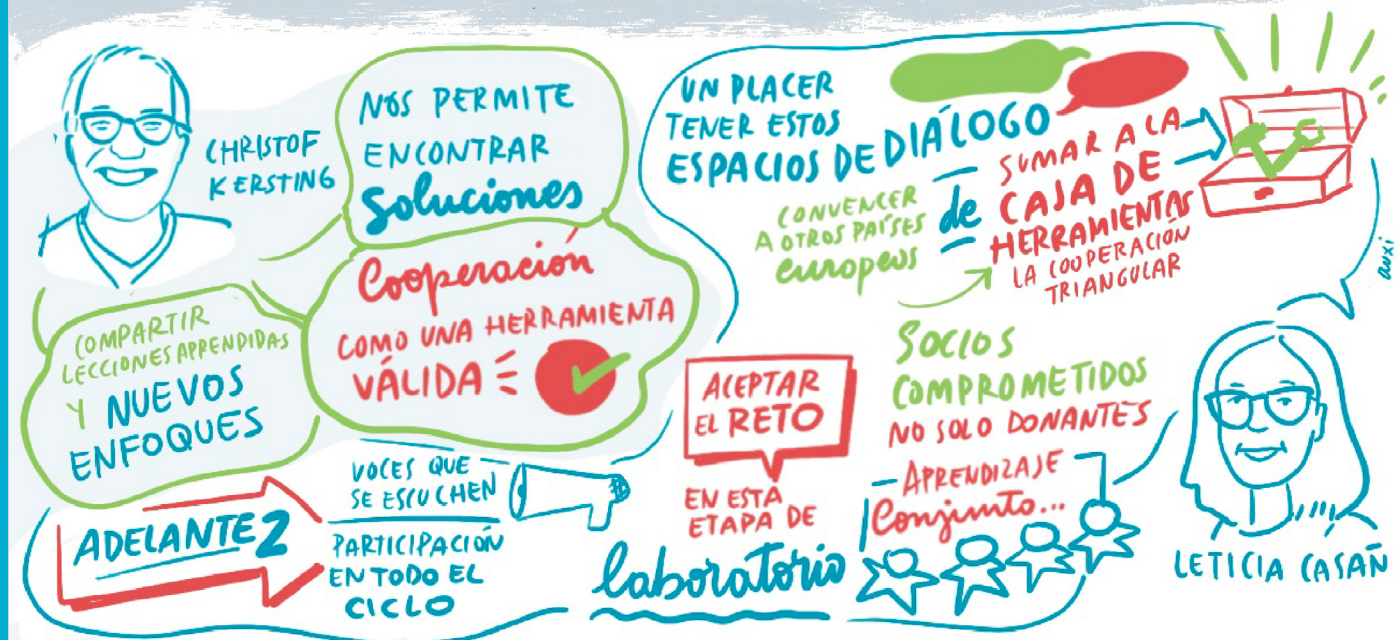 CHRISTOF
KERSTING
NOS PERMITE
ENCONTRAR
Soluciones
Cooperación
COMO UNA HERRAMIENTA
VÁLIDA
COMPARTIR
LECCIONES APRENDIDAS
Y NUEVOS
ENFOQUES
UN PLACER
TENER ESTOS
ESPACIOS DE DIÁLOGO
CONVENCER
A OTROS PAÍSES
europeos
de
SUMAR A LA
CAJA DE
HERRAMIENTAS
LA COOPERACIÓN
TRIANGULAR
auxi
ADELANTE 2
VOCES QUE
SE ESCUCHEN
PARTICIPACIÓN
EN TODO EL
CICLO
ACEPTAR
EL RETO
EN ESTA
ETAPA DE
laboratorio
SOCIOS
COMPROMETIDOS
NO SOLO DONANTES
APRENDIZAJE
Conjunto...
LETICIA CASAÑ